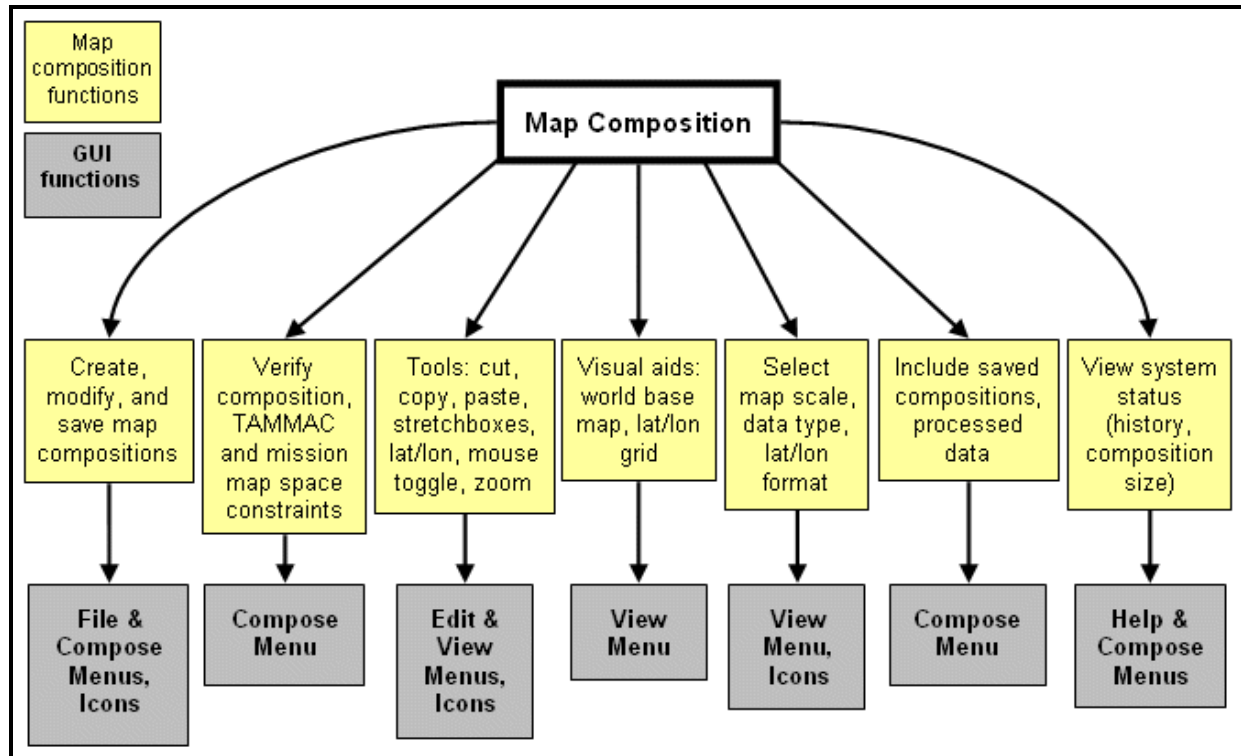 Map
composition
functions
GUI
functions
Map Composition
Create,
modify, and
save map
compositions
Verify
composition,
TAMMAC
and mission
map space
constraints
Tools: cut,
copy, paste,
stretchboxes,
lat/lon, mouse
toggle, zoom
Visual aids:
world base
map, lat/lon
grid
Select
map scale,
data type,
lat/lon
format
Include saved
compositions,
processed
data
View system
status
(history,
composition
size)
File &
Compose
Menus,
Icons
Compose
Menu
Edit &
View
Menus,
Icons
View
Menu
View
Menu,
Icons
Compose
Menu
Help &
Compose
Menus